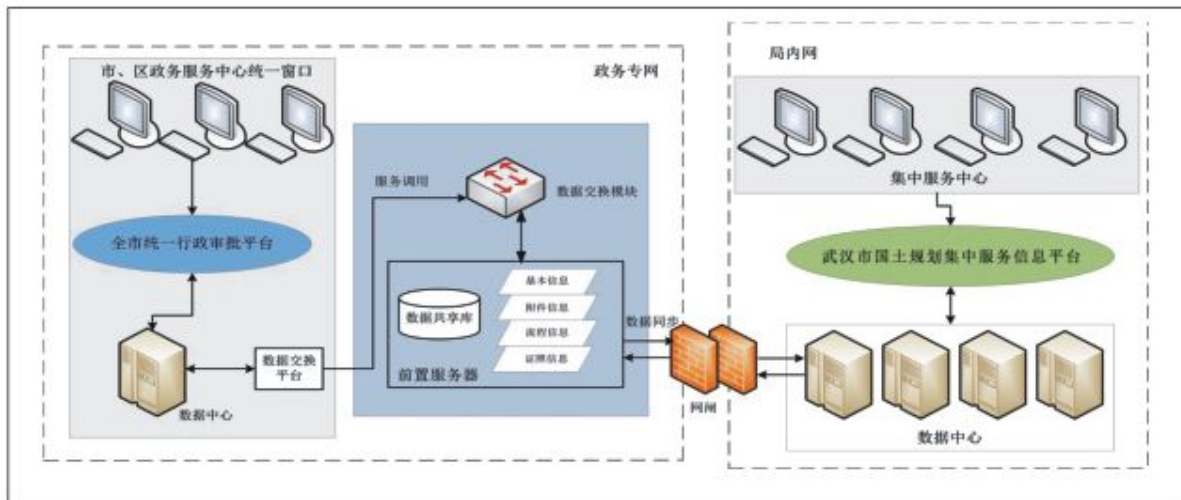 市、区政务服务中心统一窗口
政务专网
全市统一行政审批平台
数据中心
数据交换
平台
服务调用
数据交换模块
数据共享库
基本信息
附件信息
流程信息
证照信息
前置服务器
数据同步
网闸
局内网
集中服务中心
武汉市国土规划集中服务信息平台
数据中心